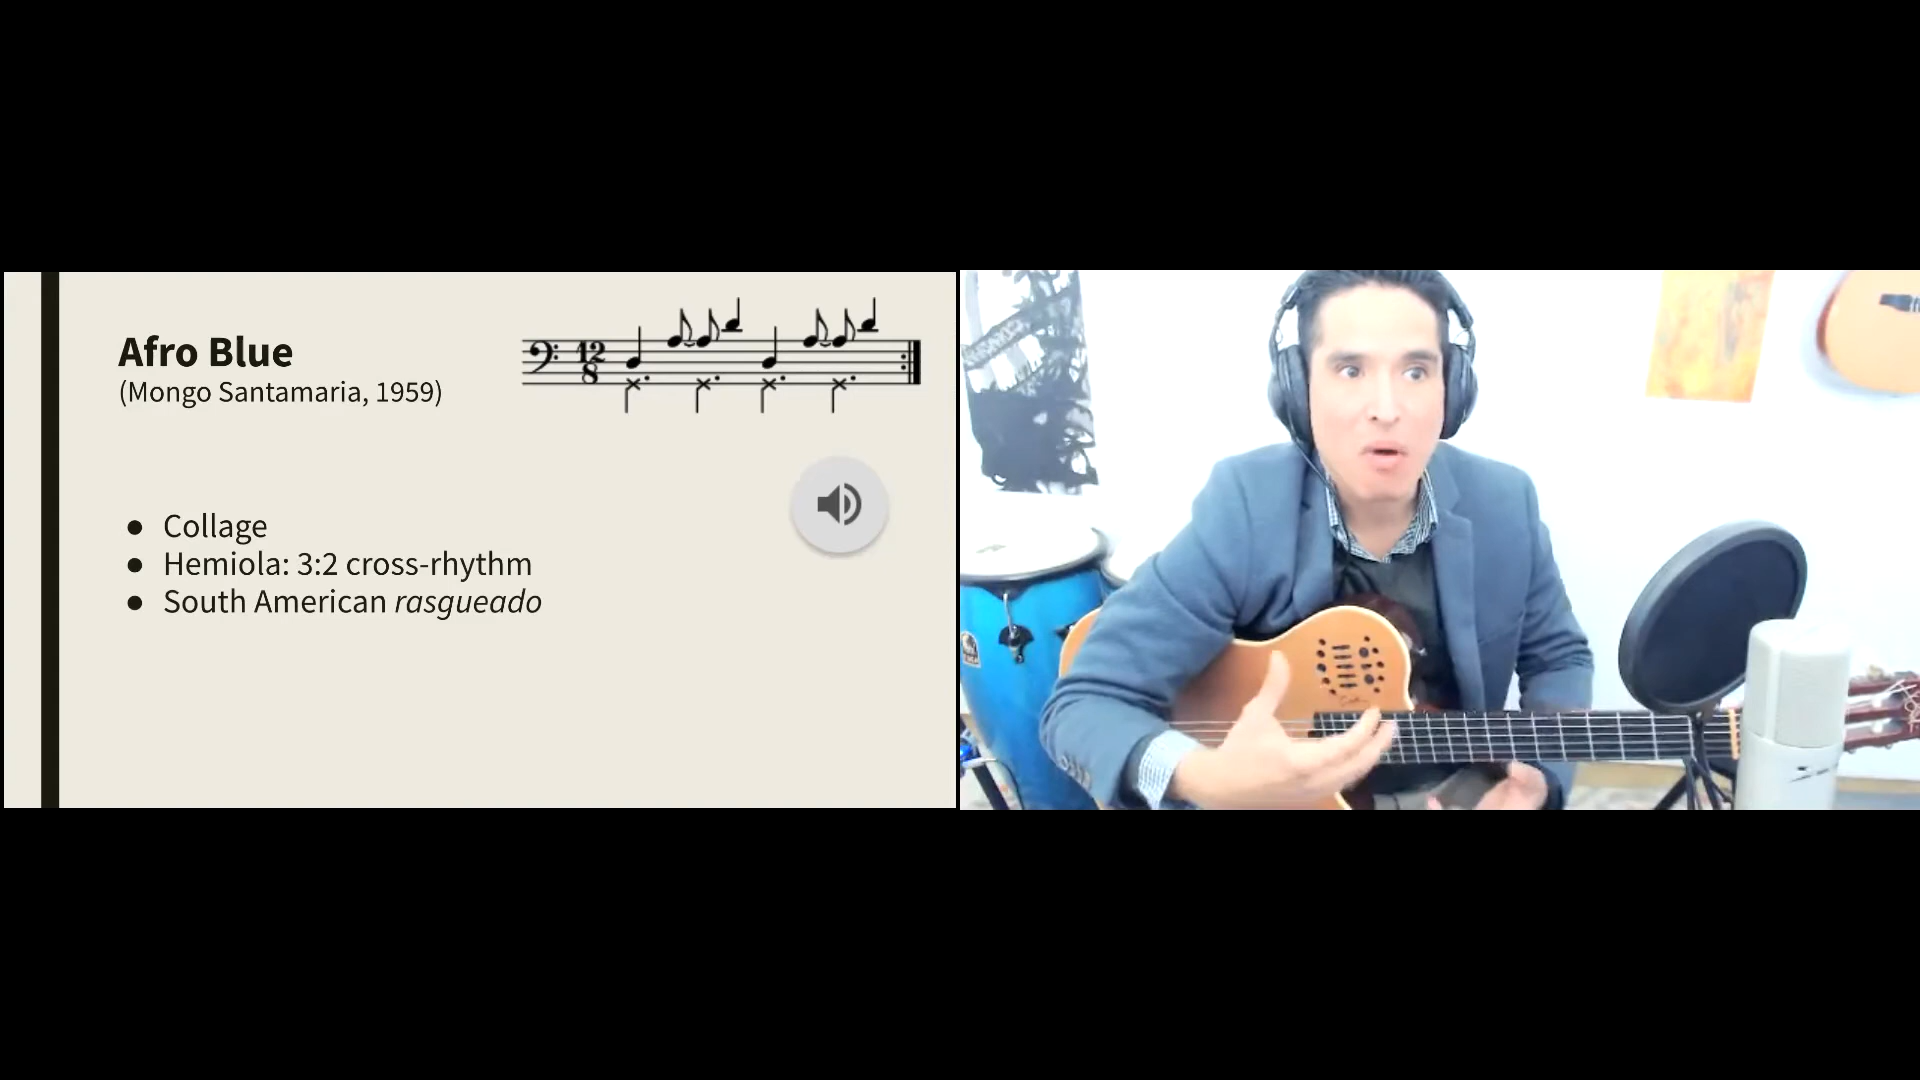 Afro Blue
(Mongo Santamaria, 1959)
12
8
● Collage
● Hemiola: 3:2 cross-rhythm
● South American rasgueado